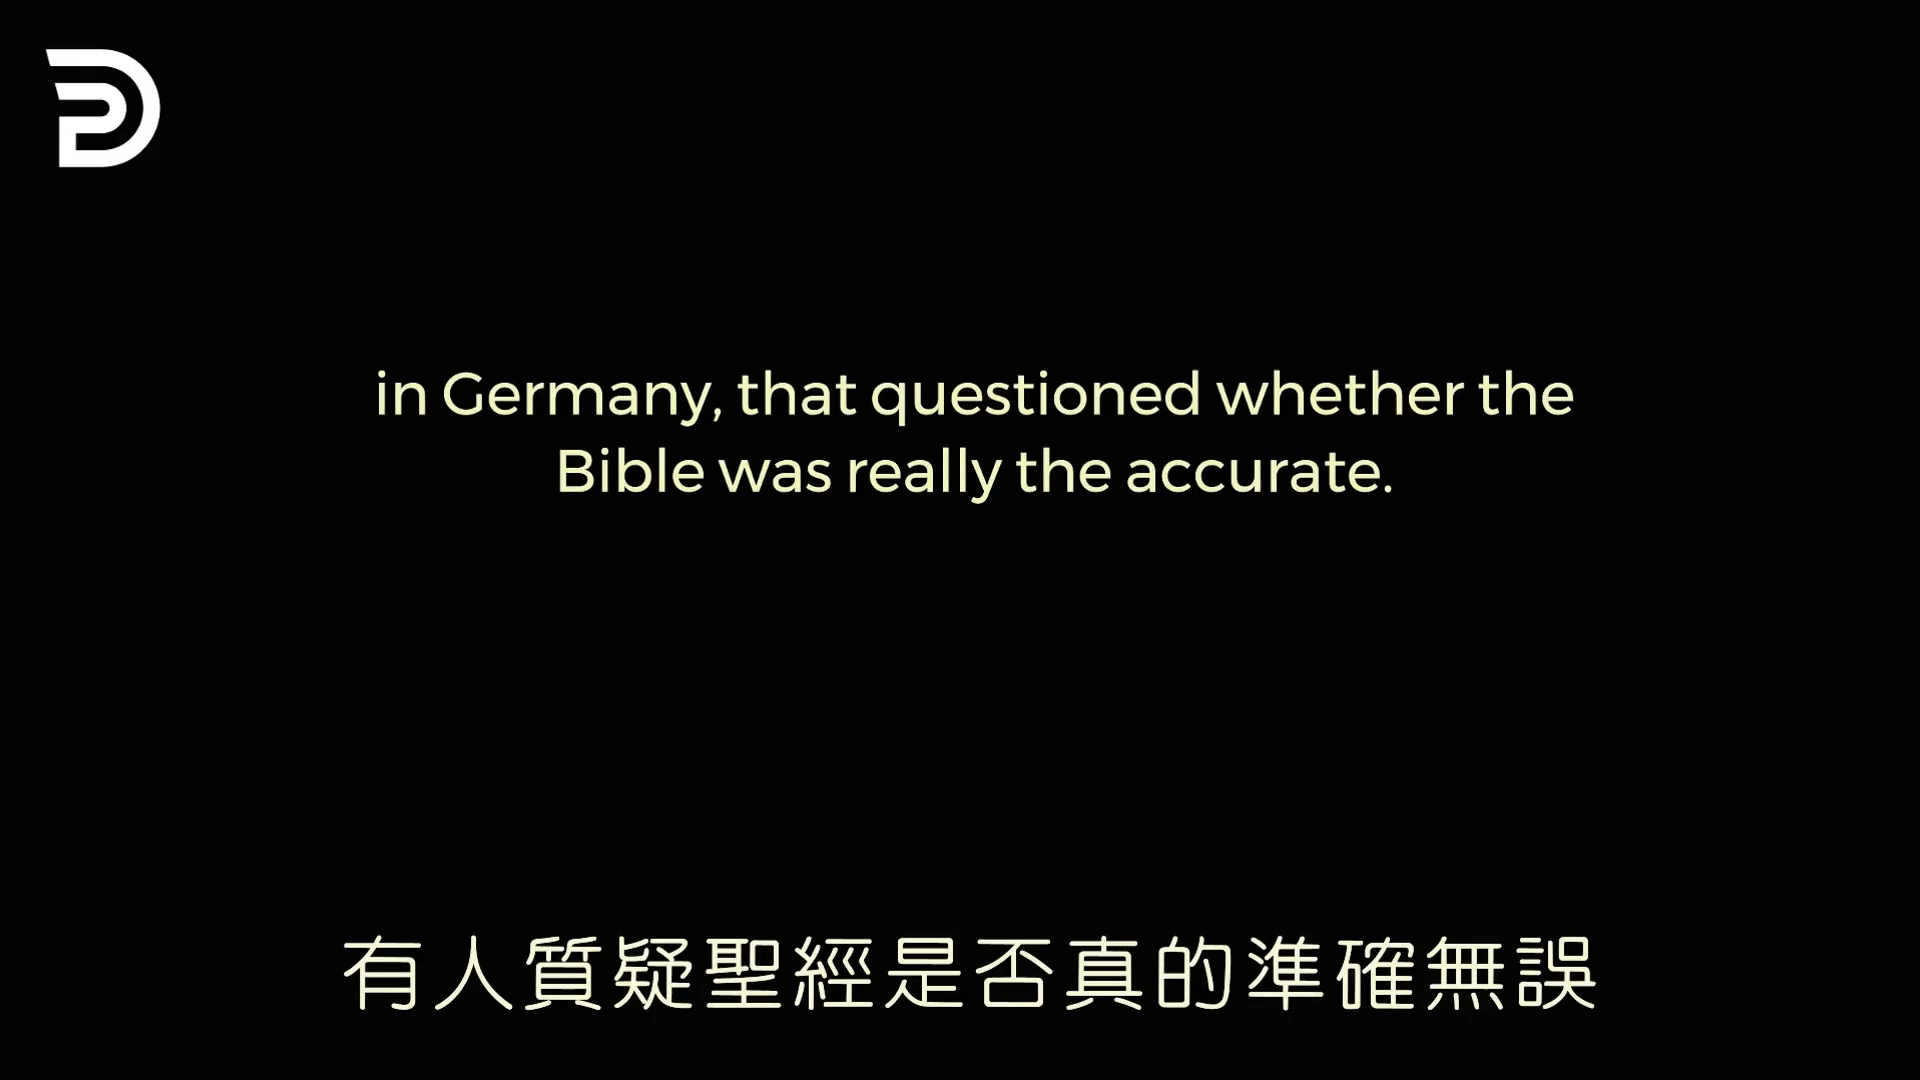 in Germany, that questioned whether the
Bible was really the accurate.
有人質疑聖經是否真的準確無誤